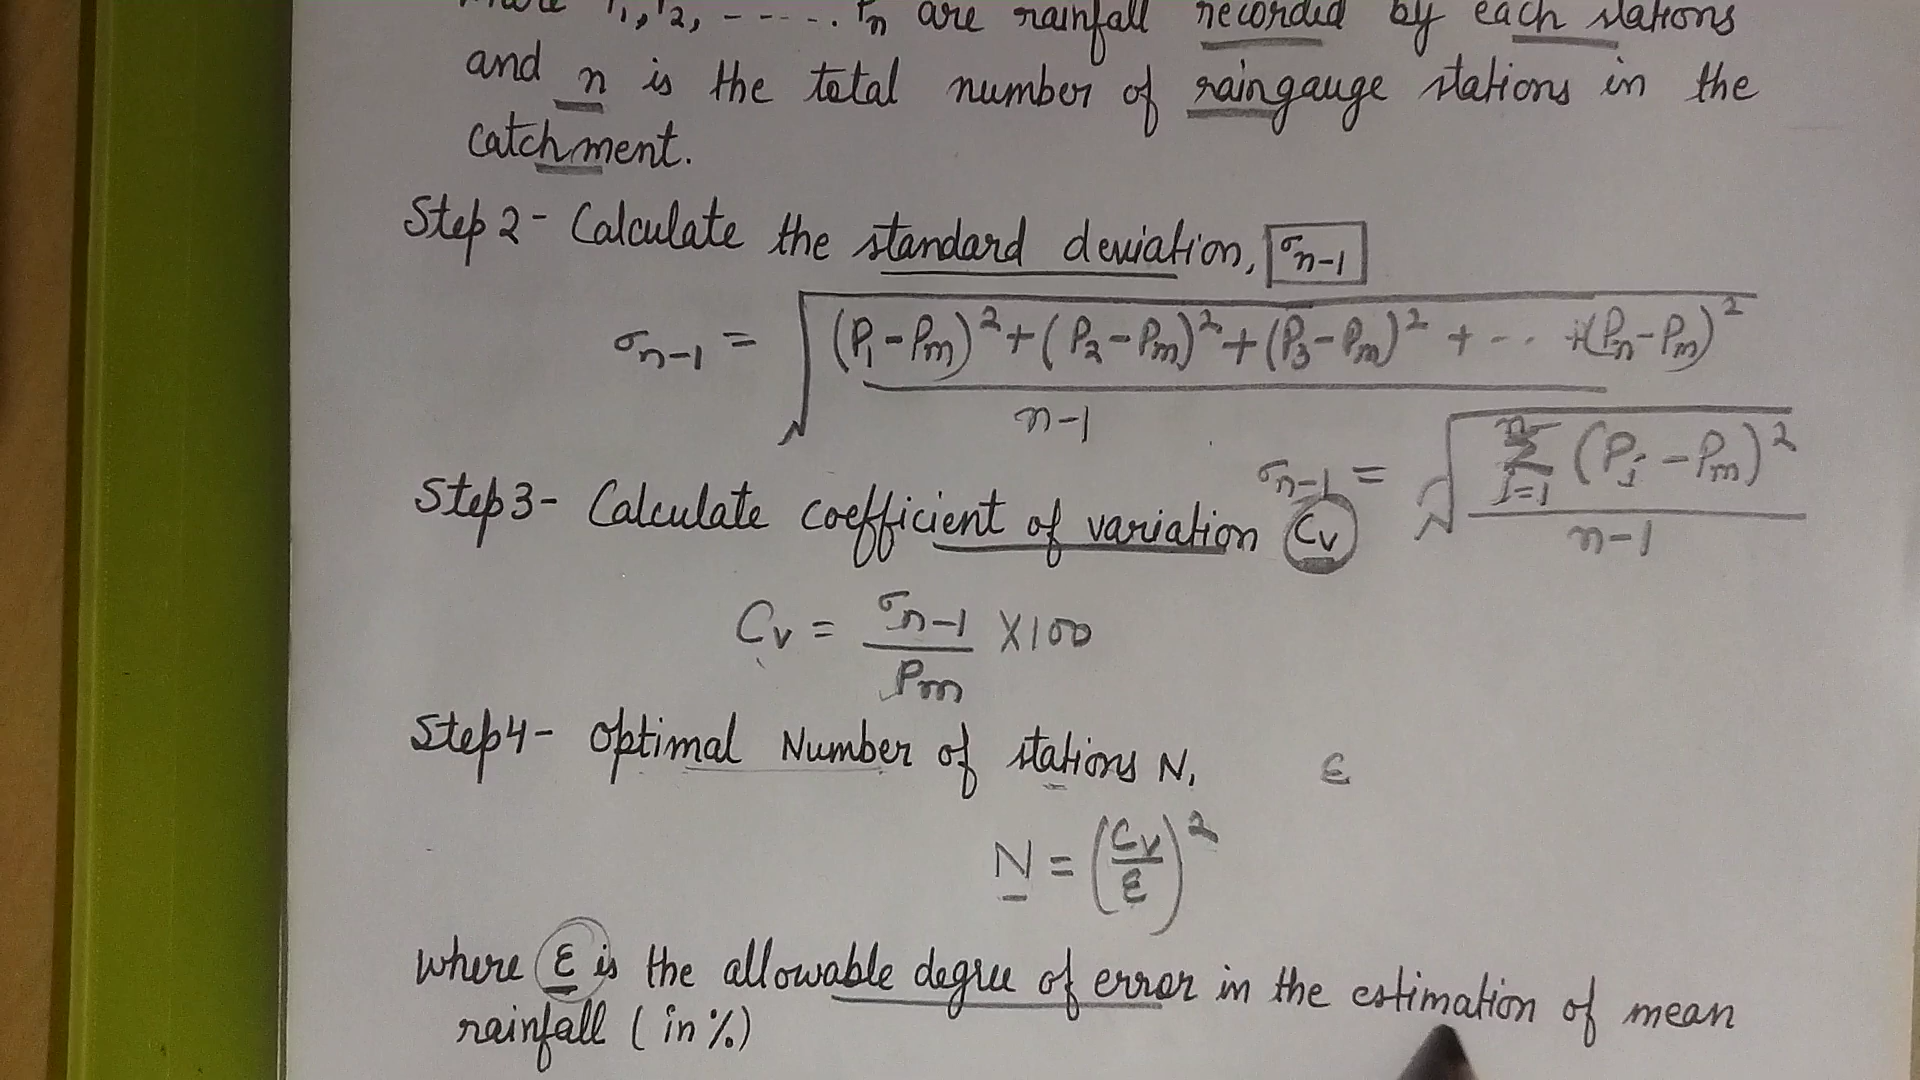 P₁, P₂, - - - - . . Pn are rainfall recorded by each stations
and n is the total number of raingauge stations in the
catchment.
Step 2 - Calculate the standard deviation, σn-1
σn-1 = √((P₁-Pm)²+(P₂-Pm)²+(P₃-Pm)² + - - . +(Pn-Pm)² / n-1)
σn-1 = √(Σ (Pi - Pm)² / n-1)
Step 3 - Calculate coefficient of variation Cv
Cv = σn-1 / Pm X100
Step 4 - Optimal Number of stations N,
ε
N = (Cv / ε)²
where ε is the allowable degree of error in the estimation of mean
rainfall (in %)